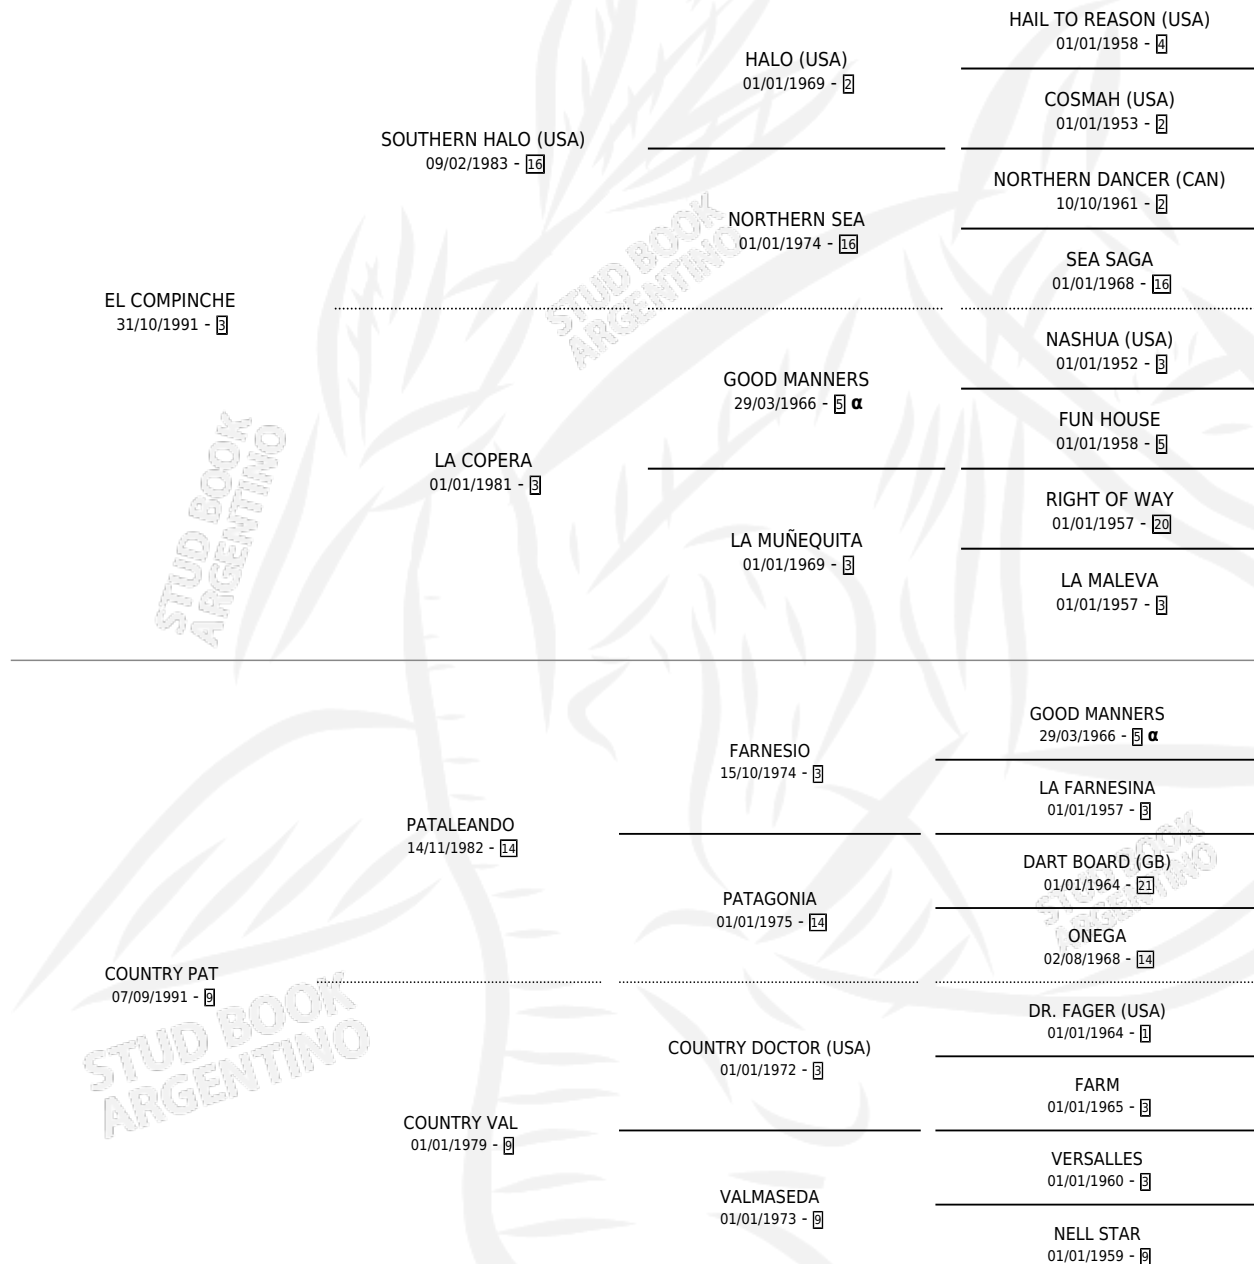 HAIL TO REASON (USA)
01/01/1958 - 4
HALO (USA)
01/01/1969 - 2
COSMAH (USA)
01/01/1953 - 2
SOUTHERN HALO (USA)
09/02/1983 - 16
NORTHERN DANCER (CAN)
10/10/1961 - 2
NORTHERN SEA
01/01/1974 - 16
SEA SAGA
01/01/1968 - 16
STUD BOOK
ARGENTINO
EL COMPINCHE
31/10/1991 - 3
NASHUA (USA)
01/01/1952 - 3
GOOD MANNERS
29/03/1966 - 5 α
FUN HOUSE
01/01/1958 - 5
LA COPERA
01/01/1981 - 3
RIGHT OF WAY
01/01/1957 - 20
LA MUÑEQUITA
01/01/1969 - 3
LA MALEVA
01/01/1957 - 3
STUD BOOK
ARGENTINO
GOOD MANNERS
29/03/1966 - 5 α
FARNESIO
15/10/1974 - 3
LA FARNESINA
01/01/1957 - 3
PATALEANDO
14/11/1982 - 14
DART BOARD (GB)
01/01/1964 - 21
PATAGONIA
01/01/1975 - 14
ONEGA
02/08/1968 - 14
STUD BOOK
ARGENTINO
COUNTRY PAT
07/09/1991 - 9
DR. FAGER (USA)
01/01/1964 - 1
COUNTRY DOCTOR (USA)
01/01/1972 - 3
FARM
01/01/1965 - 3
STUD BOOK
ARGENTINO
COUNTRY VAL
01/01/1979 - 9
VERSALLES
01/01/1960 - 3
VALMASEDA
01/01/1973 - 9
NELL STAR
01/01/1959 - 9